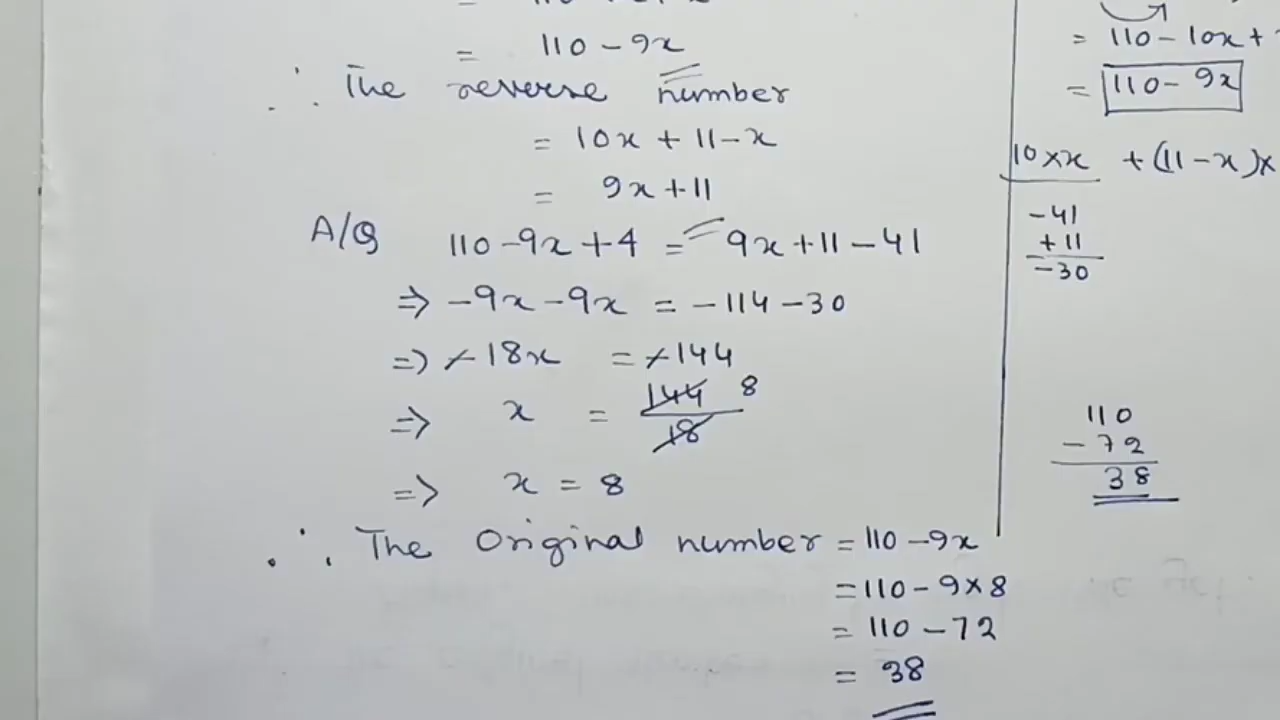 = 110 - 9x
∴ The reverse number
= 10x + 11 - x
= 9x + 11
A/Q 110 - 9x + 4 = 9x + 11 - 41
⇒ -9x - 9x = -114 - 30
⇒ -18x = -144
⇒ x = 144/18 8
⇒ x = 8
∴ The Original number = 110 - 9x
= 110 - 9×8
= 110 - 72
= 38
= 110 - 10x +
= 110 - 9x
10×x + (11 - x)×
-41
+11
-30
110
- 72
38